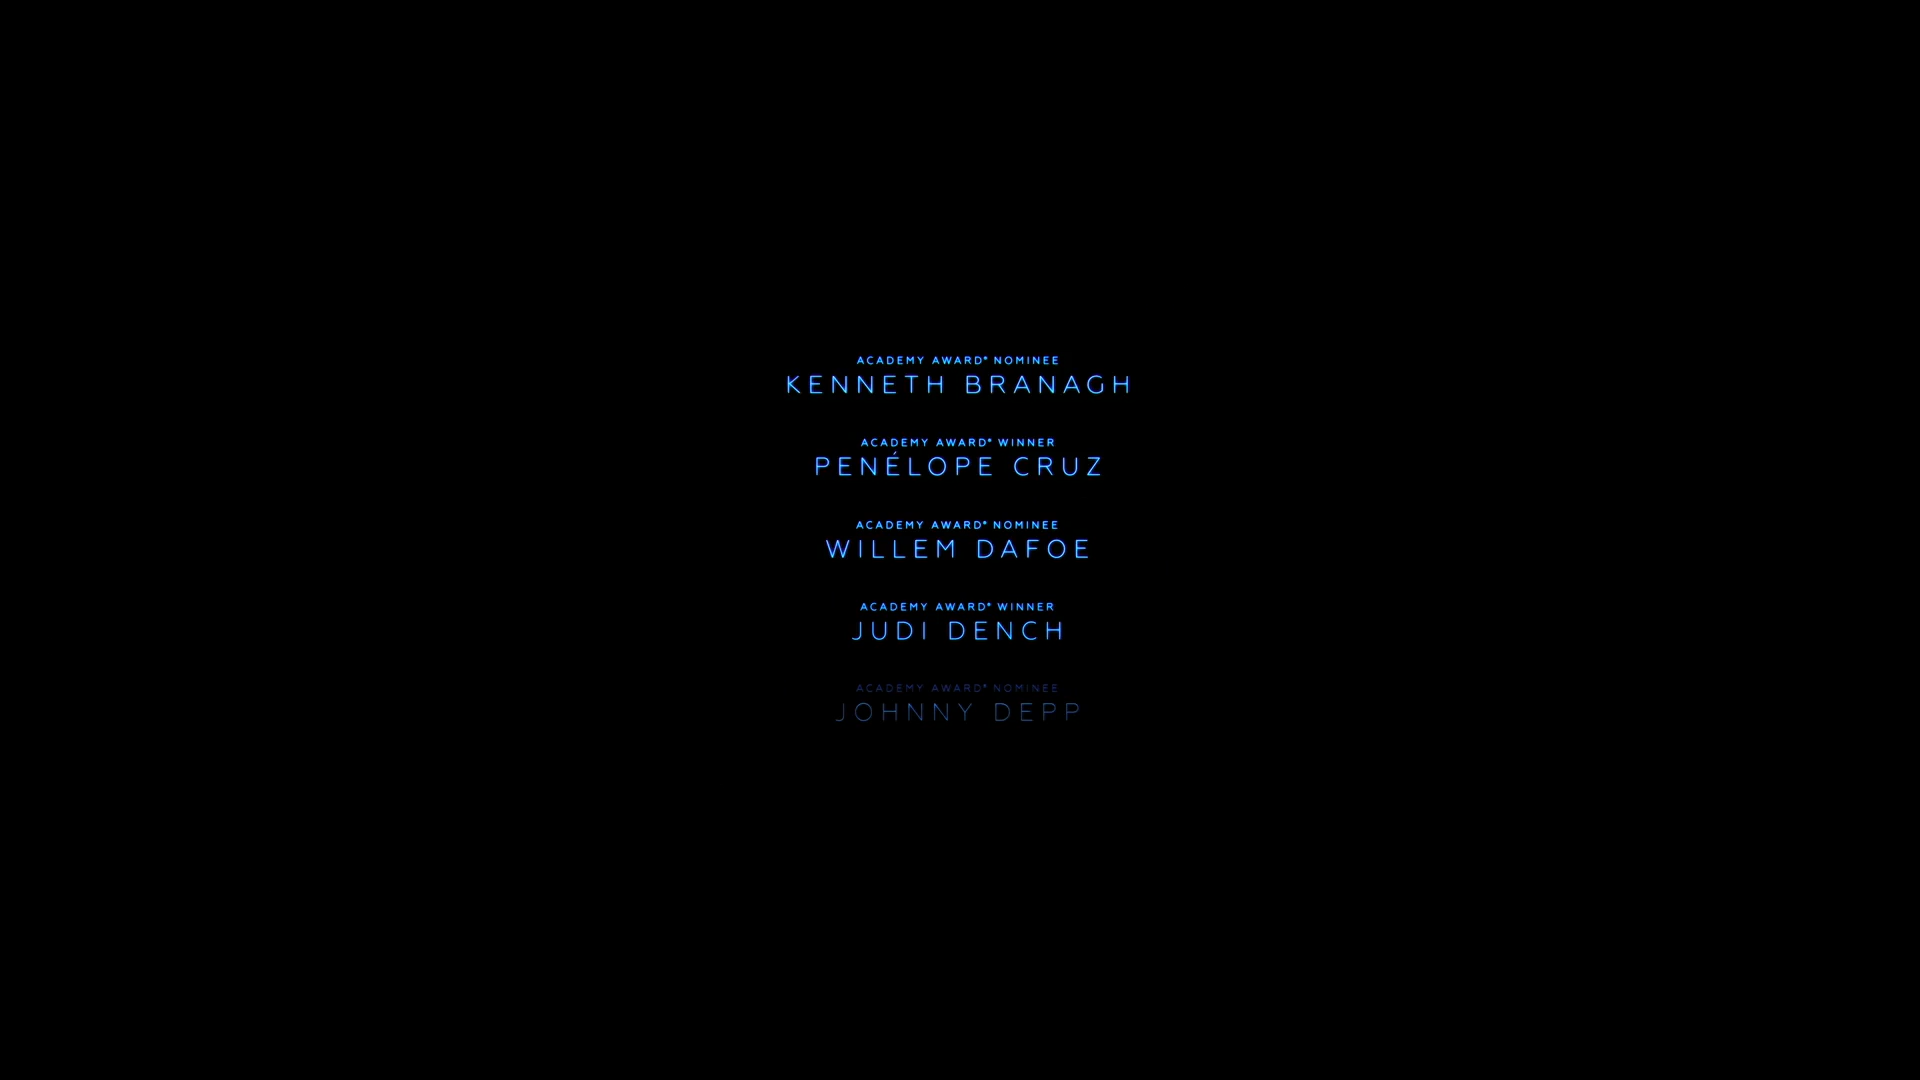 ACADEMY AWARD® NOMINEE
KENNETH BRANAGH
ACADEMY AWARD® WINNER
PENÉLOPE CRUZ
ACADEMY AWARD® NOMINEE
WILLEM DAFOE
ACADEMY AWARD® WINNER
JUDI DENCH
ACADEMY AWARD® NOMINEE
JOHNNY DEPP